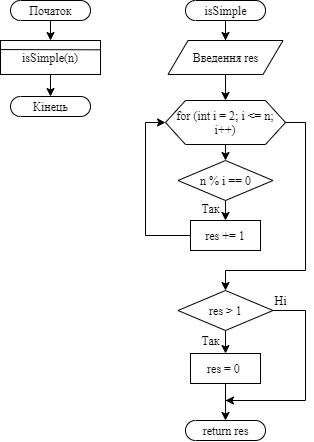 Початок
isSimple(n)
Кінець
isSimple
Введення res
for (int i = 2; i <= n;
i++)
n % i == 0
Так
res += 1
res > 1
Ні
Так
res = 0
return res